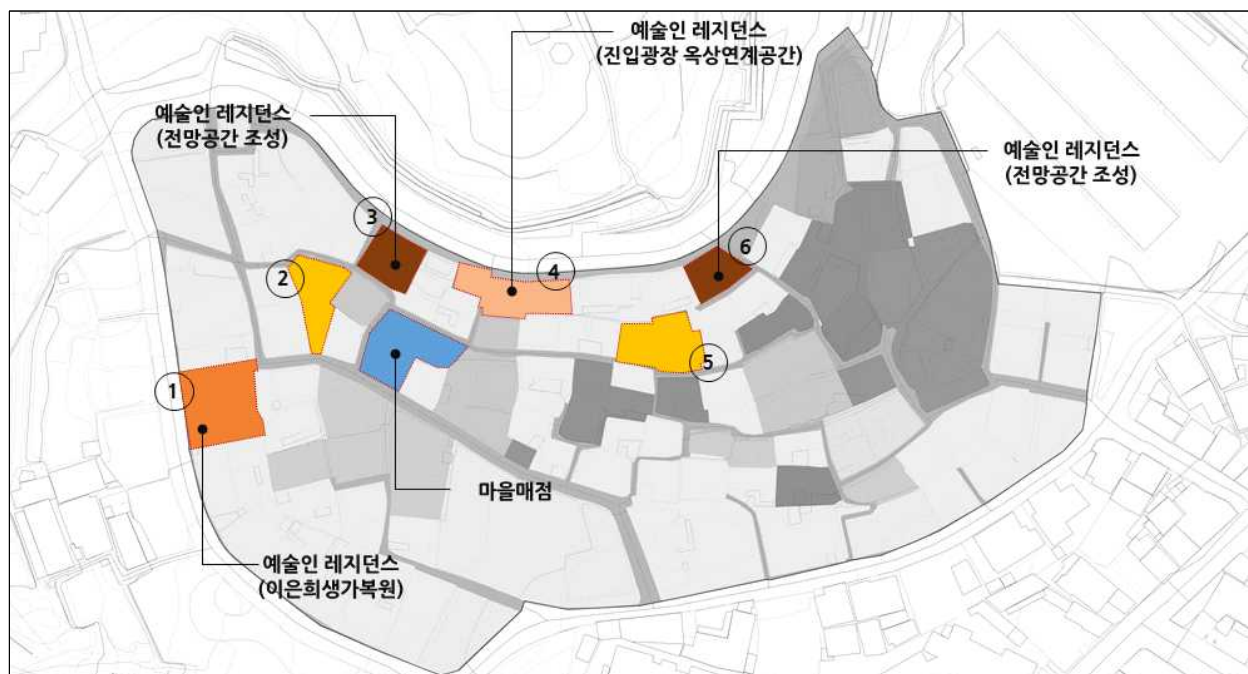 예술인 레지던스
(진입광장 옥상연계공간)
예술인 레지던스
(전망공간 조성)
예술인 레지던스
(전망공간 조성)
3
6
2
4
5
1
마을매점
예술인 레지던스
(이은희생가복원)